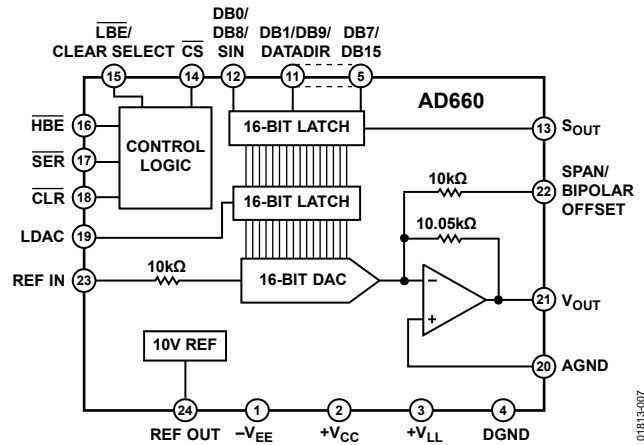 DB0/
DB8/
SIN
DB1/DB9/
DATADIR
DB7/
DB15
LBE/
CLEAR SELECT
CS
15
14
12
11
5
AD660
HBE
16
SER
17
CLR
18
LDAC
19
REF IN
23
CONTROL
LOGIC
16-BIT LATCH
16-BIT LATCH
10kΩ
16-BIT DAC
10kΩ
10.05kΩ
–
+
13
SOUT
22
SPAN/
BIPOLAR
OFFSET
21
VOUT
20
AGND
10V REF
24
1
2
3
4
REF OUT
–VEE
+VCC
+VLL
DGND
01813-007